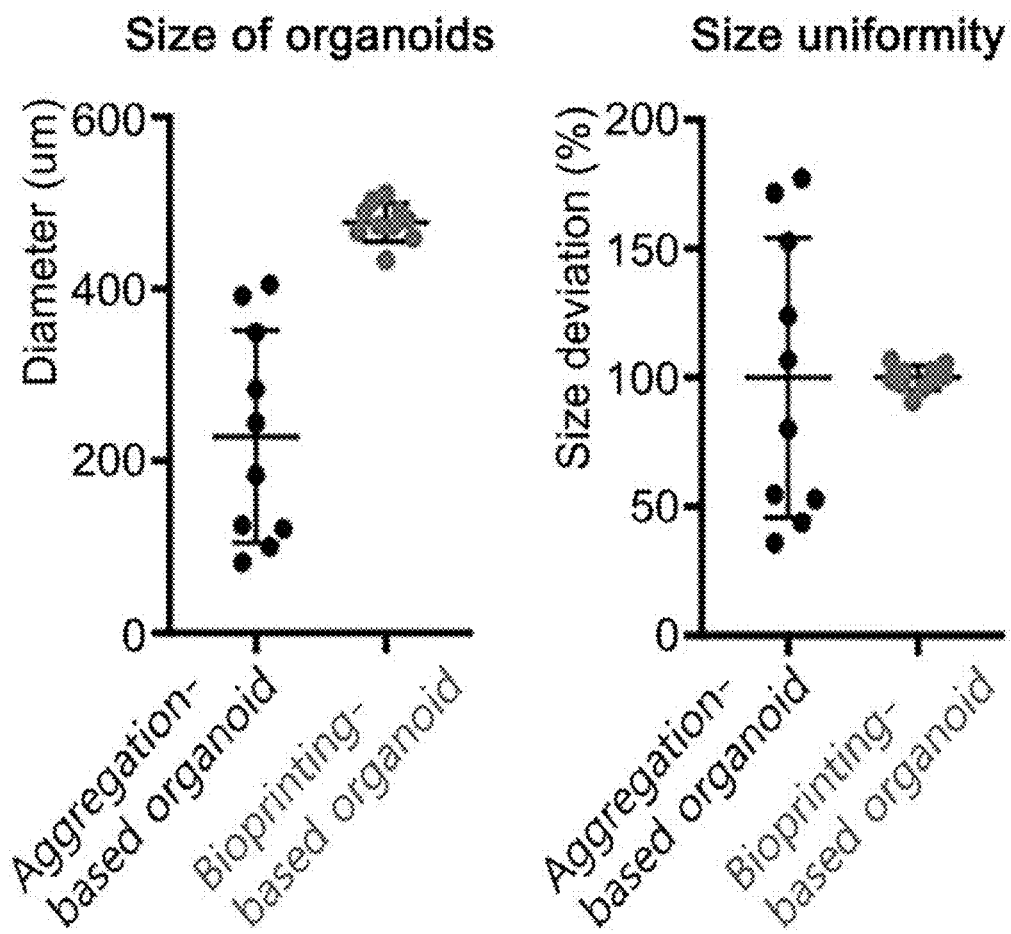 Size of organoids
Diameter (um)
600
400
200
0
Aggregation-
based organoid
Bioprinting-
based organoid
Size uniformity
Size deviation (%)
200
150
100
50
0
Aggregation-
based organoid
Bioprinting-
based organoid